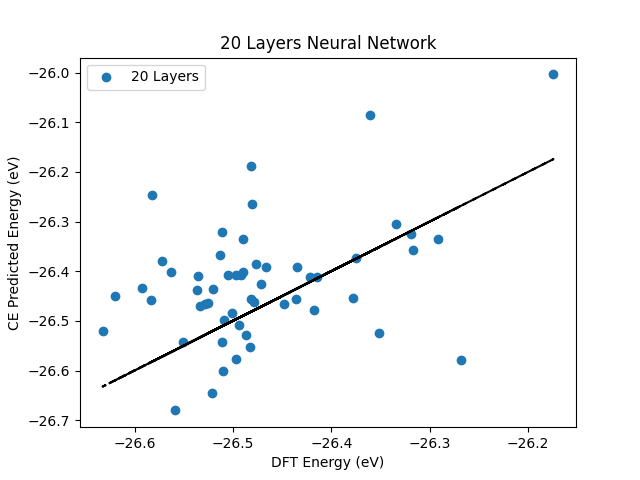 20 Layers Neural Network
20 Layers
−26.0
−26.1
−26.2
−26.3
−26.4
−26.5
−26.6
−26.7
CE Predicted Energy (eV)
−26.6 −26.5 −26.4 −26.3 −26.2
DFT Energy (eV)